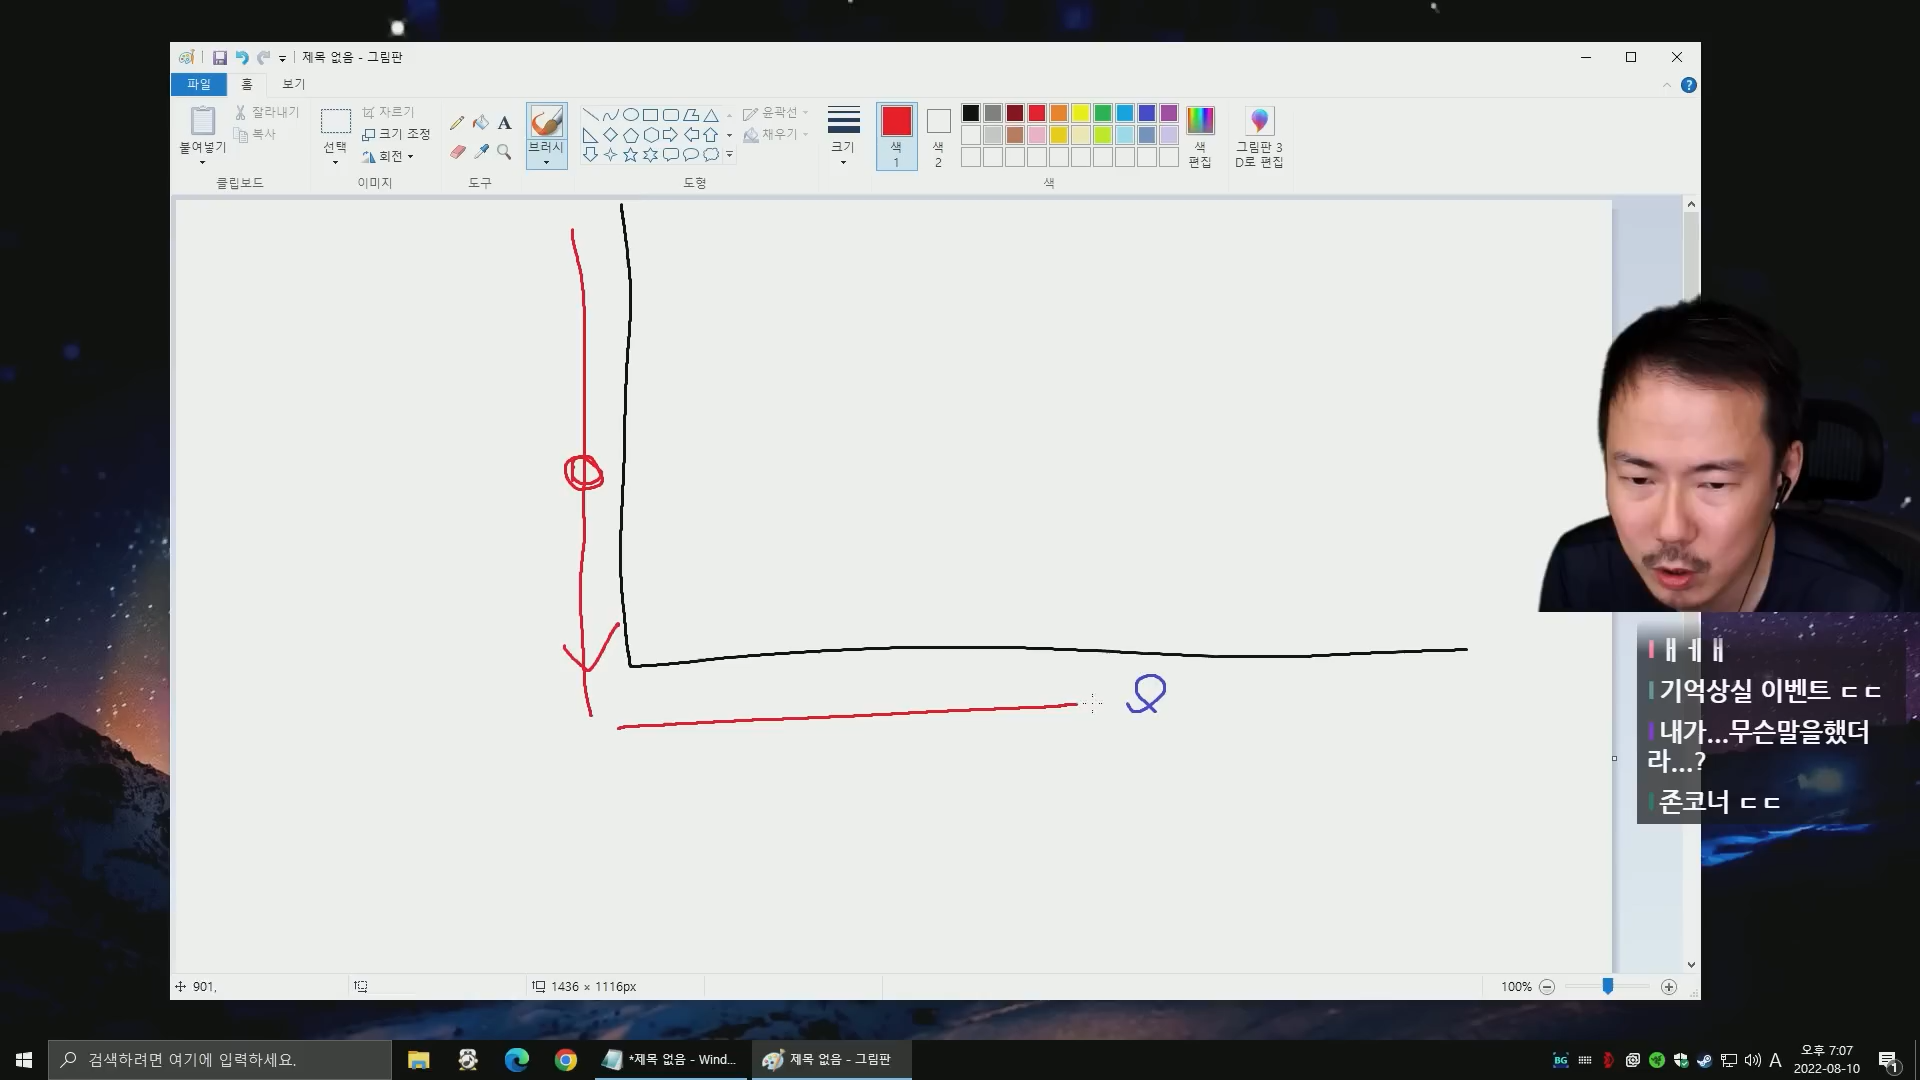 제목 없음 - 그림판
파일
홈
보기
붙여넣기
잘라내기
복사
클립보드
선택
자르기
크기 조정
회전
이미지
A
도구
브러시
윤곽선
채우기
도형
크기
색
1
색
2
색
편집
색
그림판 3
D로 편집
ㅐㅔㅐ
기억상실 이벤트 ㄷㄷ
내가...무슨말을했더
라...?
존코너 ㄷㄷ
901,
1436 × 1116px
100%
검색하려면 여기에 입력하세요.
*제목 없음 - Wind...
제목 없음 - 그림판
BG
A
오후 7:07
2022-08-10
1